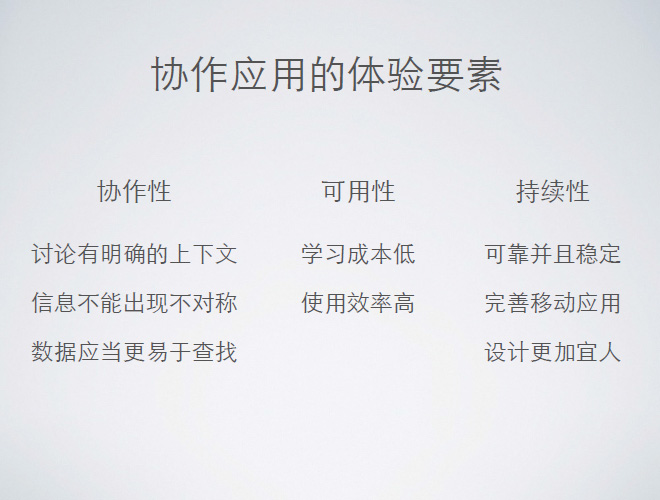 协作应用的体验要素
协作性
讨论有明确的上下文
信息不能出现不对称
数据应当更易于查找
可用性
学习成本低
使用效率高
持续性
可靠并且稳定
完善移动应用
设计更加宜人